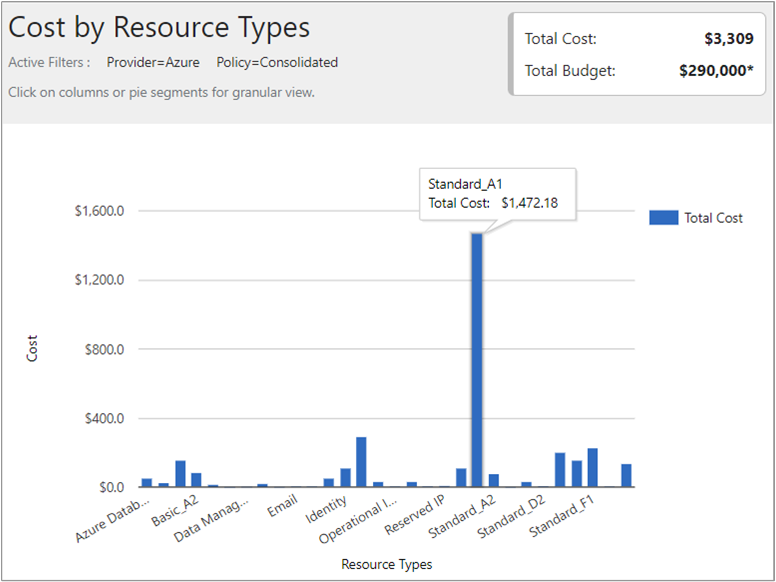 Cost by Resource Types
Active Filters : Provider=Azure Policy=Consolidated
Click on columns or pie segments for granular view.
Total Cost: $3,309
Total Budget: $290,000*
Standard_A1
Total Cost: $1,472.18
Total Cost
$1,600.0
$1,200.0
$800.0
$400.0
$0.0
Cost
Azure Datab...
Basic_A2
Data Manag...
Email
Identity
Operational I...
Reserved IP
Standard_A2
Standard_D2
Standard_F1
Resource Types